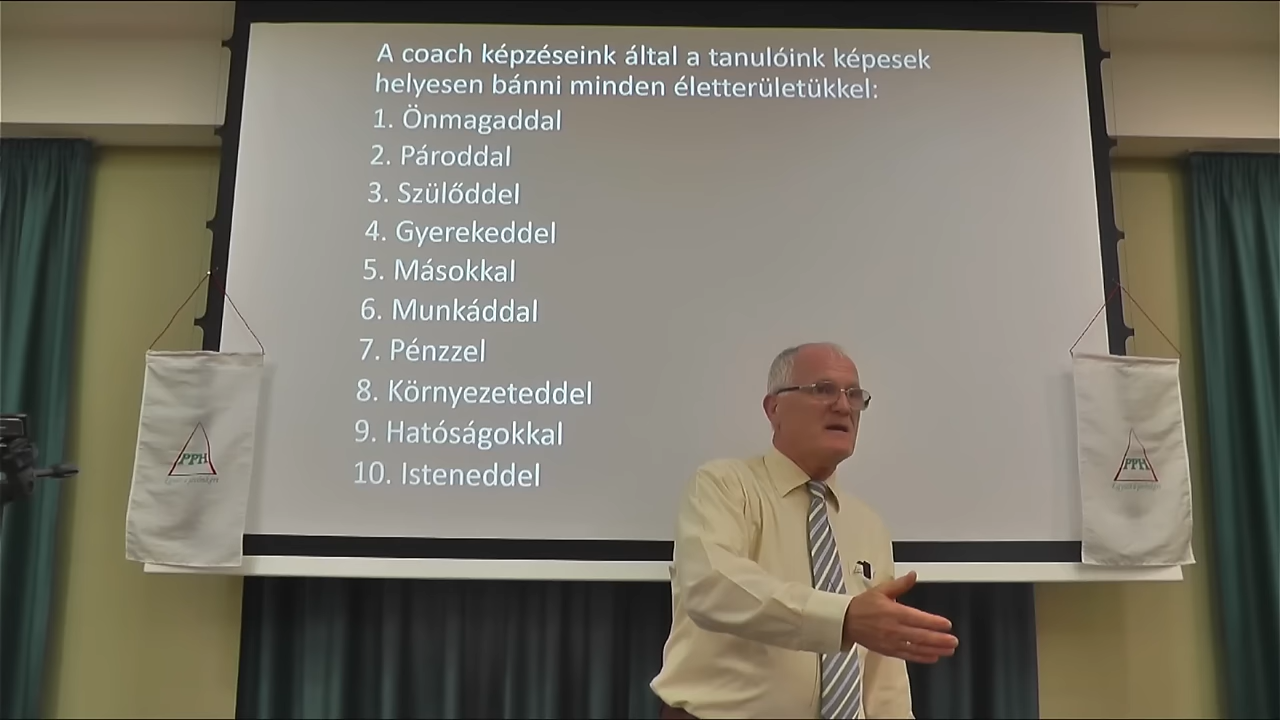 A coach képzéseink által a tanulóink képesek
helyesen bánni minden életterületükkel:
1. Önmagaddal
2. Pároddal
3. Szülőddel
4. Gyerekeddel
5. Másokkal
6. Munkáddal
7. Pénzzel
8. Környezeteddel
9. Hatóságokkal
10. Isteneddel
PPH
PPH